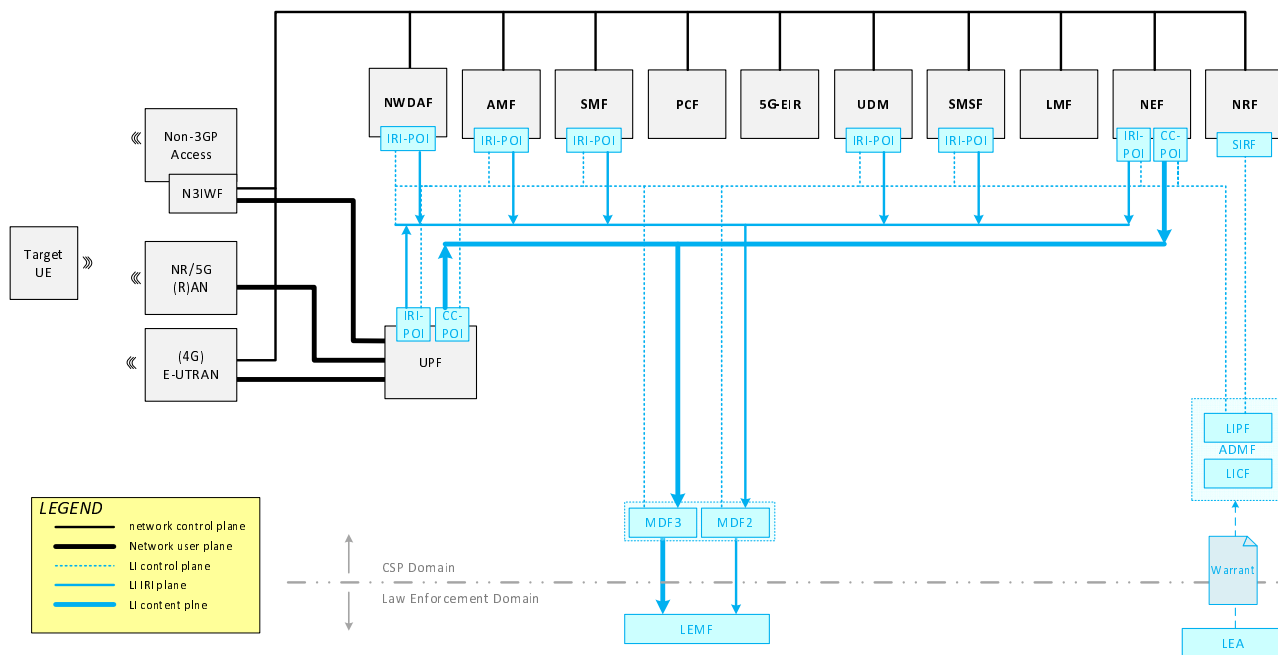 NWDAF
AMF
SMF
PCF
5G-EIR
UDM
SMSF
LMF
NEF
NRF
IRI-POI
IRI-POI
IRI-POI
IRI-POI
IRI-POI
IRI-
POI
CC-
POI
SIRF
Non-3GP
Access
N3IWF
Target
UE
NR/5G
(R)AN
(4G)
E-UTRAN
IRI-
POI
CC-
POI
UPF
LIPF
ADMF
LICF
LEGEND
network control plane
Network user plane
LI control plane
LI IRI plane
LI content plne
MDF3
MDF2
CSP Domain
Law Enforcement Domain
Warrant
LEMF
LEA